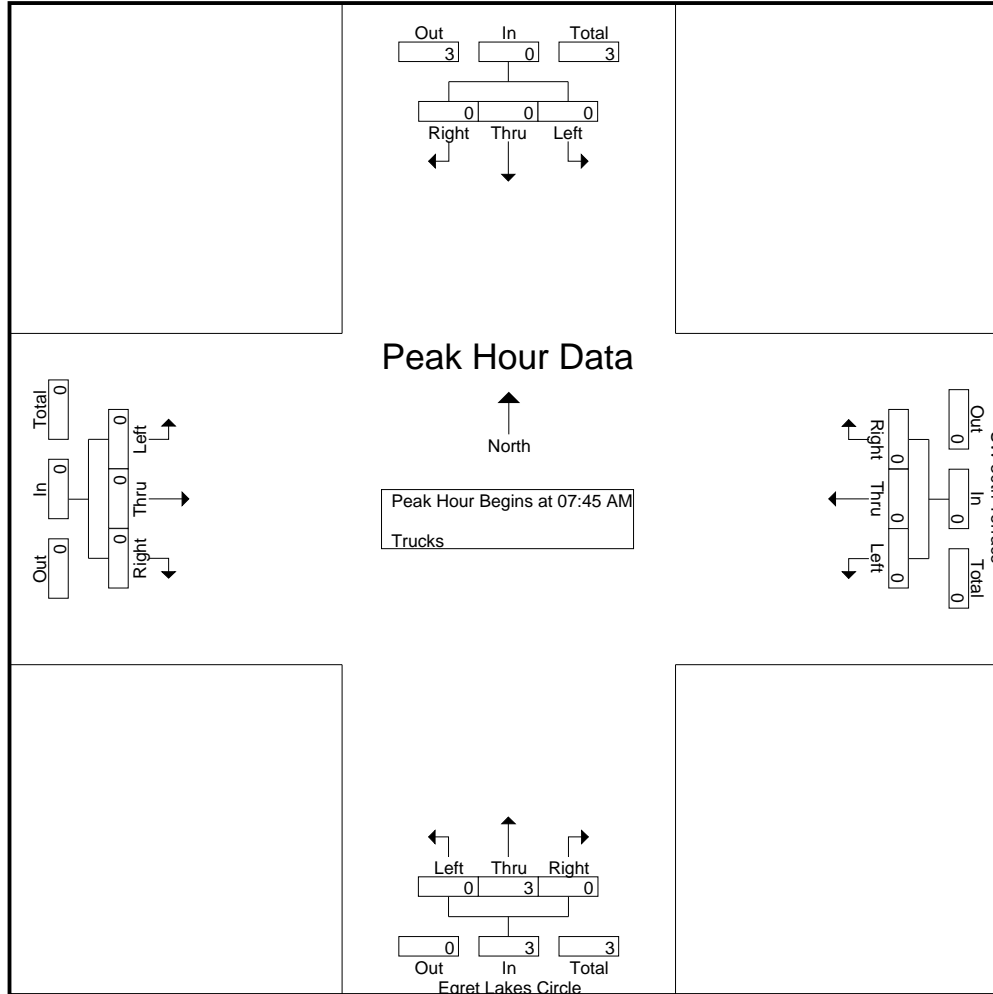 Out In Total
3 0 3
0 0 0
Right Thru Left
Peak Hour Data
North
Peak Hour Begins at 07:45 AM
Trucks
Total 0
In 0
Out 0
Left 0
Thru 0
Right 0
Right 0
Thru 0
Left 0
Out 0
In 0
Total 0
Left Thru Right
0 3 0
0 3 3
Out In Total
Egret Lakes Circle